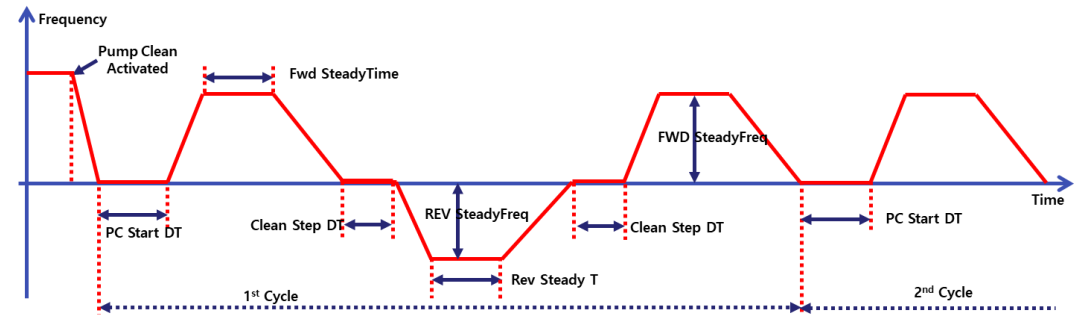 Frequency
Pump Clean
Activated
Fwd SteadyTime
FWD SteadyFreq
Time
PC Start DT
Clean Step DT
REV SteadyFreq
Clean Step DT
PC Start DT
Rev Steady T
1st Cycle
2nd Cycle